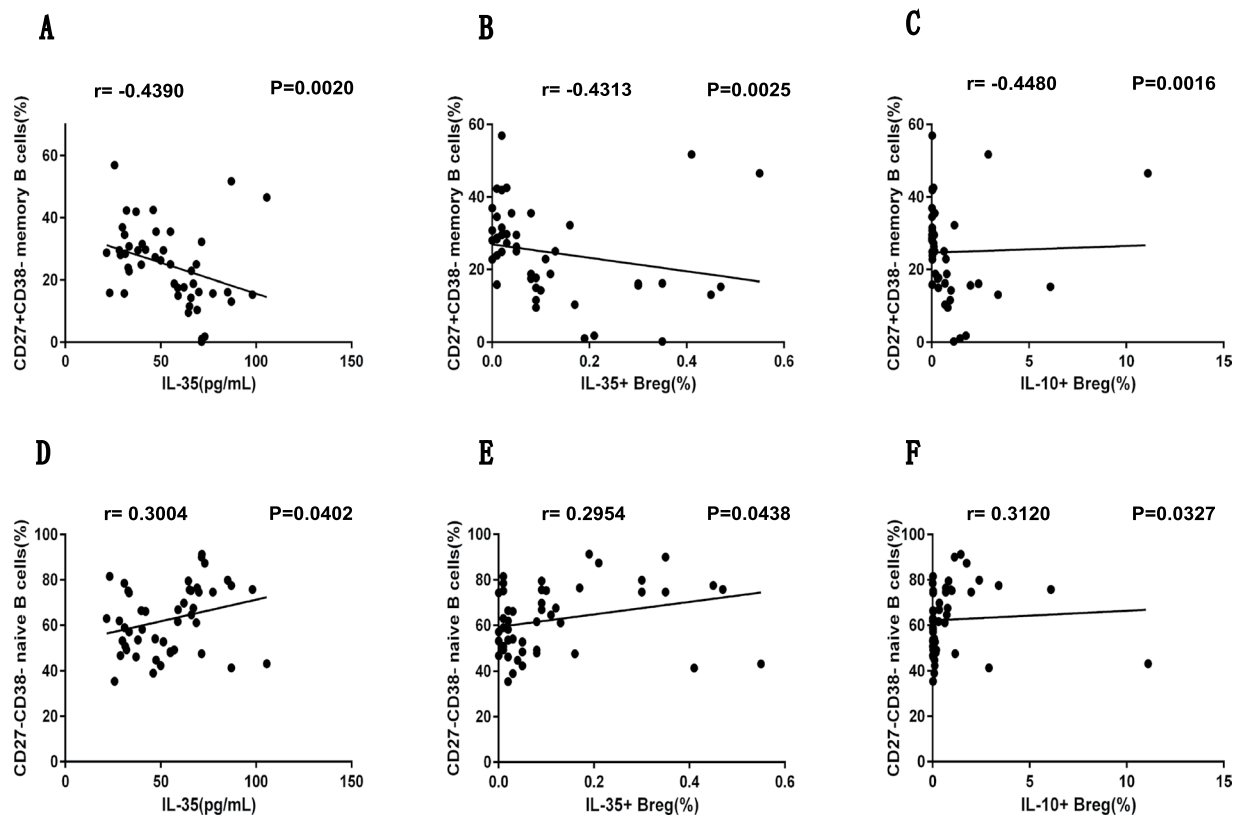 A
r= -0.4390 P=0.0020
CD27+CD38- memory B cells(%)
60
40
20
0
0 50 100 150
IL-35(pg/mL)
B
r= -0.4313 P=0.0025
CD27+CD38- memory B cells(%)
60
40
20
0
0.0 0.2 0.4 0.6
IL-35+ Breg(%)
C
r= -0.4480 P=0.0016
CD27+CD38- memory B cells(%)
60
40
20
0
0 5 10 15
IL-10+ Breg(%)
D
r= 0.3004 P=0.0402
CD27-CD38- naive B cells(%)
100
80
60
40
20
0
0 50 100 150
IL-35(pg/mL)
E
r= 0.2954 P=0.0438
CD27-CD38- naive B cells(%)
100
80
60
40
20
0
0.0 0.2 0.4 0.6
IL-35+ Breg(%)
F
r= 0.3120 P=0.0327
CD27-CD38- naive B cells(%)
100
80
60
40
20
0
0 5 10 15
IL-10+ Breg(%)